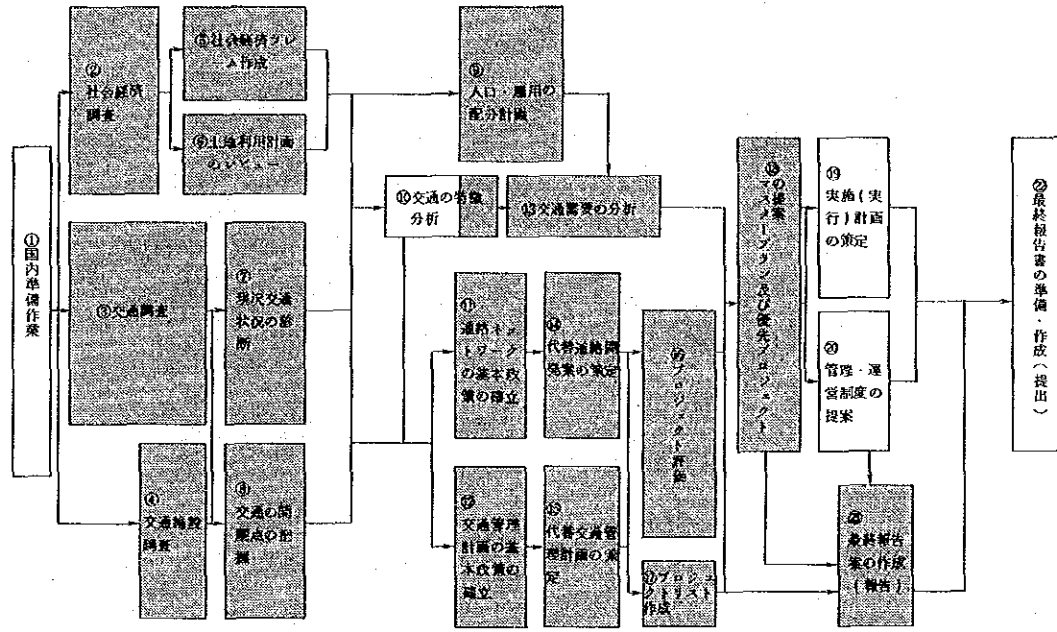 ①国内準備作業
②
社会経済
調査
⑤社会経済フレ
ーム作成
⑥土地利用計画
のレビュー
③交通調査
④
交通施設
調査
⑦
現況交通
状況の診
断
⑧
交通の問
題点の把
握
⑨
人口・雇用の
配分計画
⑩交通の特徴
分析
⑬交通需要の分析
⑪
道路ネッ
トワーク
の基本政
策の確立
⑭
代替道路開
発案の策定
⑫
交通管理
計画の基
本政策の
確立
⑮
代替交通管
理計画の策
定
⑯プロジェクト評価
⑰プロジェ
クトリスト
作成
⑱
マスタープラン及び優先プロジェクト
の提案
⑲
実施(実
行)計画
の策定
⑳
管理・運
営制度の
提案
最終報告
案の作成
(報告)
最終報告書の準備・作成(提出)